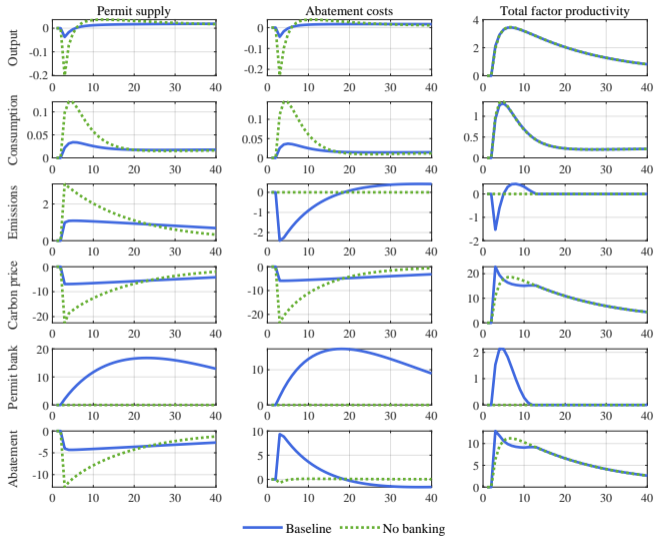 Permit supply Abatement costs Total factor productivity
Output
0 -0.1 -0.2
0 10 20 30 40
0 -0.1 -0.2
0 10 20 30 40
4 2 0
0 10 20 30 40
Consumption
0.1 0.05 0
0 10 20 30 40
0.1 0.05 0
0 10 20 30 40
1 0.5 0
0 10 20 30 40
Emissions
2 0
0 10 20 30 40
0 -1 -2
0 10 20 30 40
0 -1 -2
0 10 20 30 40
Carbon price
0 -10 -20
0 10 20 30 40
0 -10 -20
0 10 20 30 40
20 10 0
0 10 20 30 40
Permit bank
20 10 0
0 10 20 30 40
10 0
0 10 20 30 40
2 1 0
0 10 20 30 40
Abatement
0 -5 -10
0 10 20 30 40
10 5 0
0 10 20 30 40
10 5 0
0 10 20 30 40
Baseline No banking